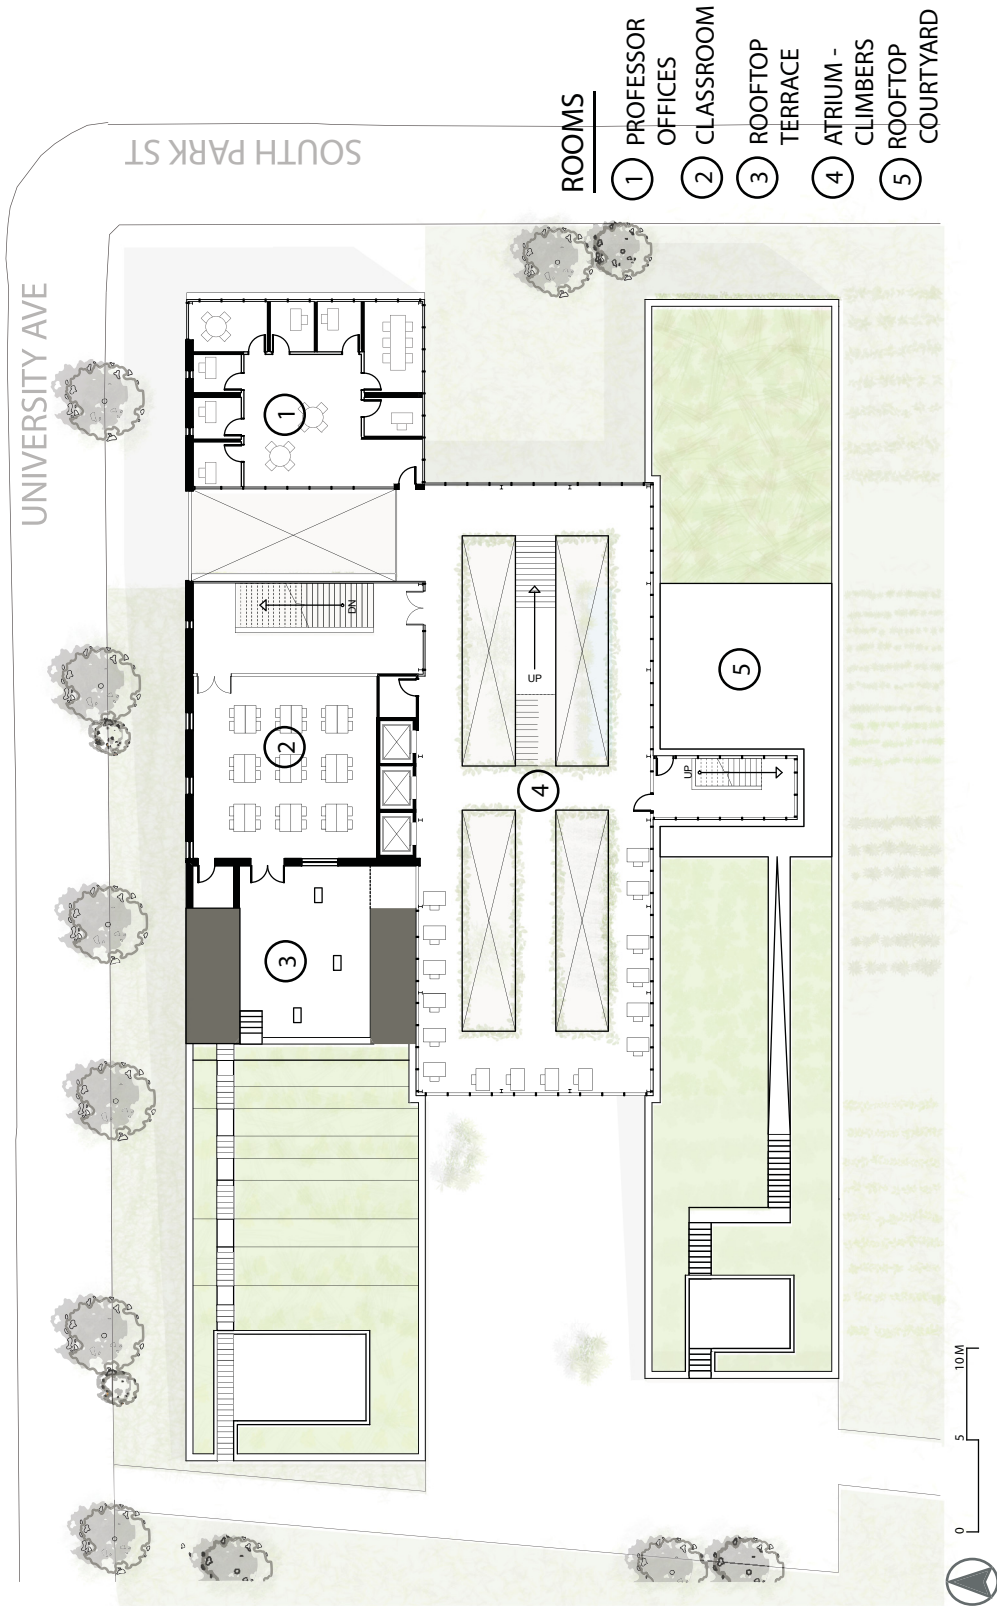 SOUTH PARK ST
UNIVERSITY AVE
ROOMS
1 PROFESSOR
OFFICES
2 CLASSROOM
3 ROOFTOP
TERRACE
4 ATRIUM -
CLIMBERS
5 ROOFTOP
COURTYARD
1
DN
UP
2
5
UP
4
3
0 5 10M